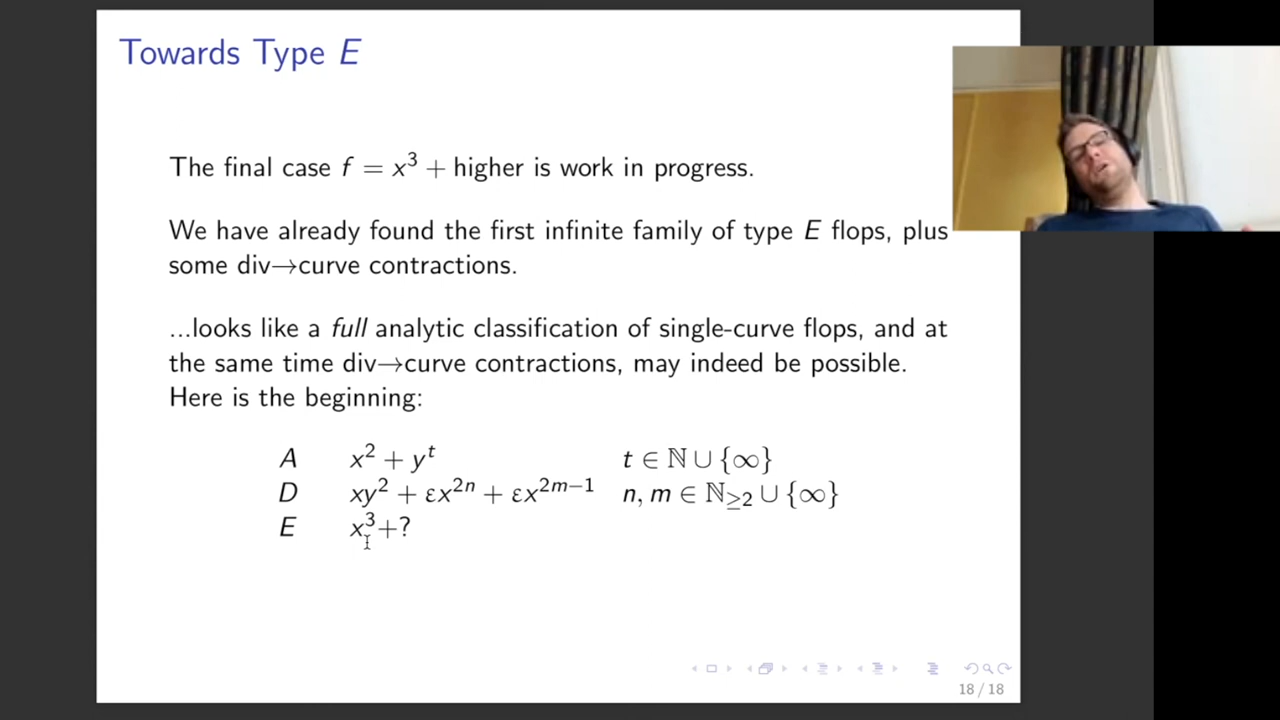 Towards Type E
The final case f = x³ + higher is work in progress.
We have already found the first infinite family of type E flops, plus
some div→curve contractions.
...looks like a full analytic classification of single-curve flops, and at
the same time div→curve contractions, may indeed be possible.
Here is the beginning:
A x² + yᵗ t ∈ ℕ ∪ {∞}
D xy² + εx²ⁿ + εx²ᵐ⁻¹ n, m ∈ ℕ≥2 ∪ {∞}
E x³+?
18 / 18